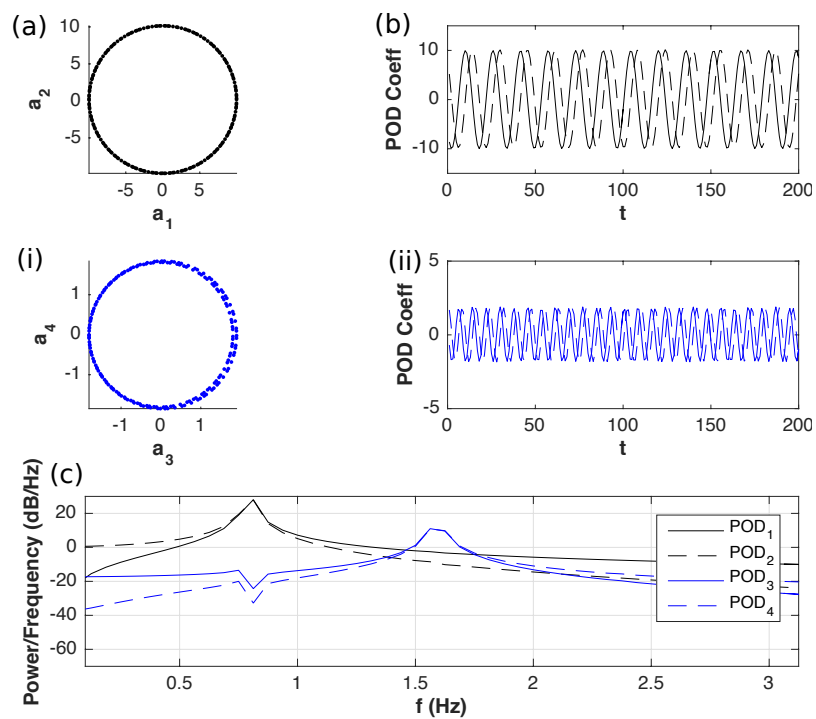 (a)
10
5
0
-5
a2
-5 0 5
a1
(b)
10
0
-10
POD Coeff
0 50 100 150 200
t
(i)
1
0
-1
a4
-1 0 1
a3
(ii)
5
0
-5
POD Coeff
0 50 100 150 200
t
(c)
20
0
-20
-40
-60
Power/Frequency (dB/Hz)
0.5 1 1.5 2 2.5 3
f (Hz)
POD1
POD2
POD3
POD4